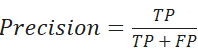 Precision = TP / (TP + FP)